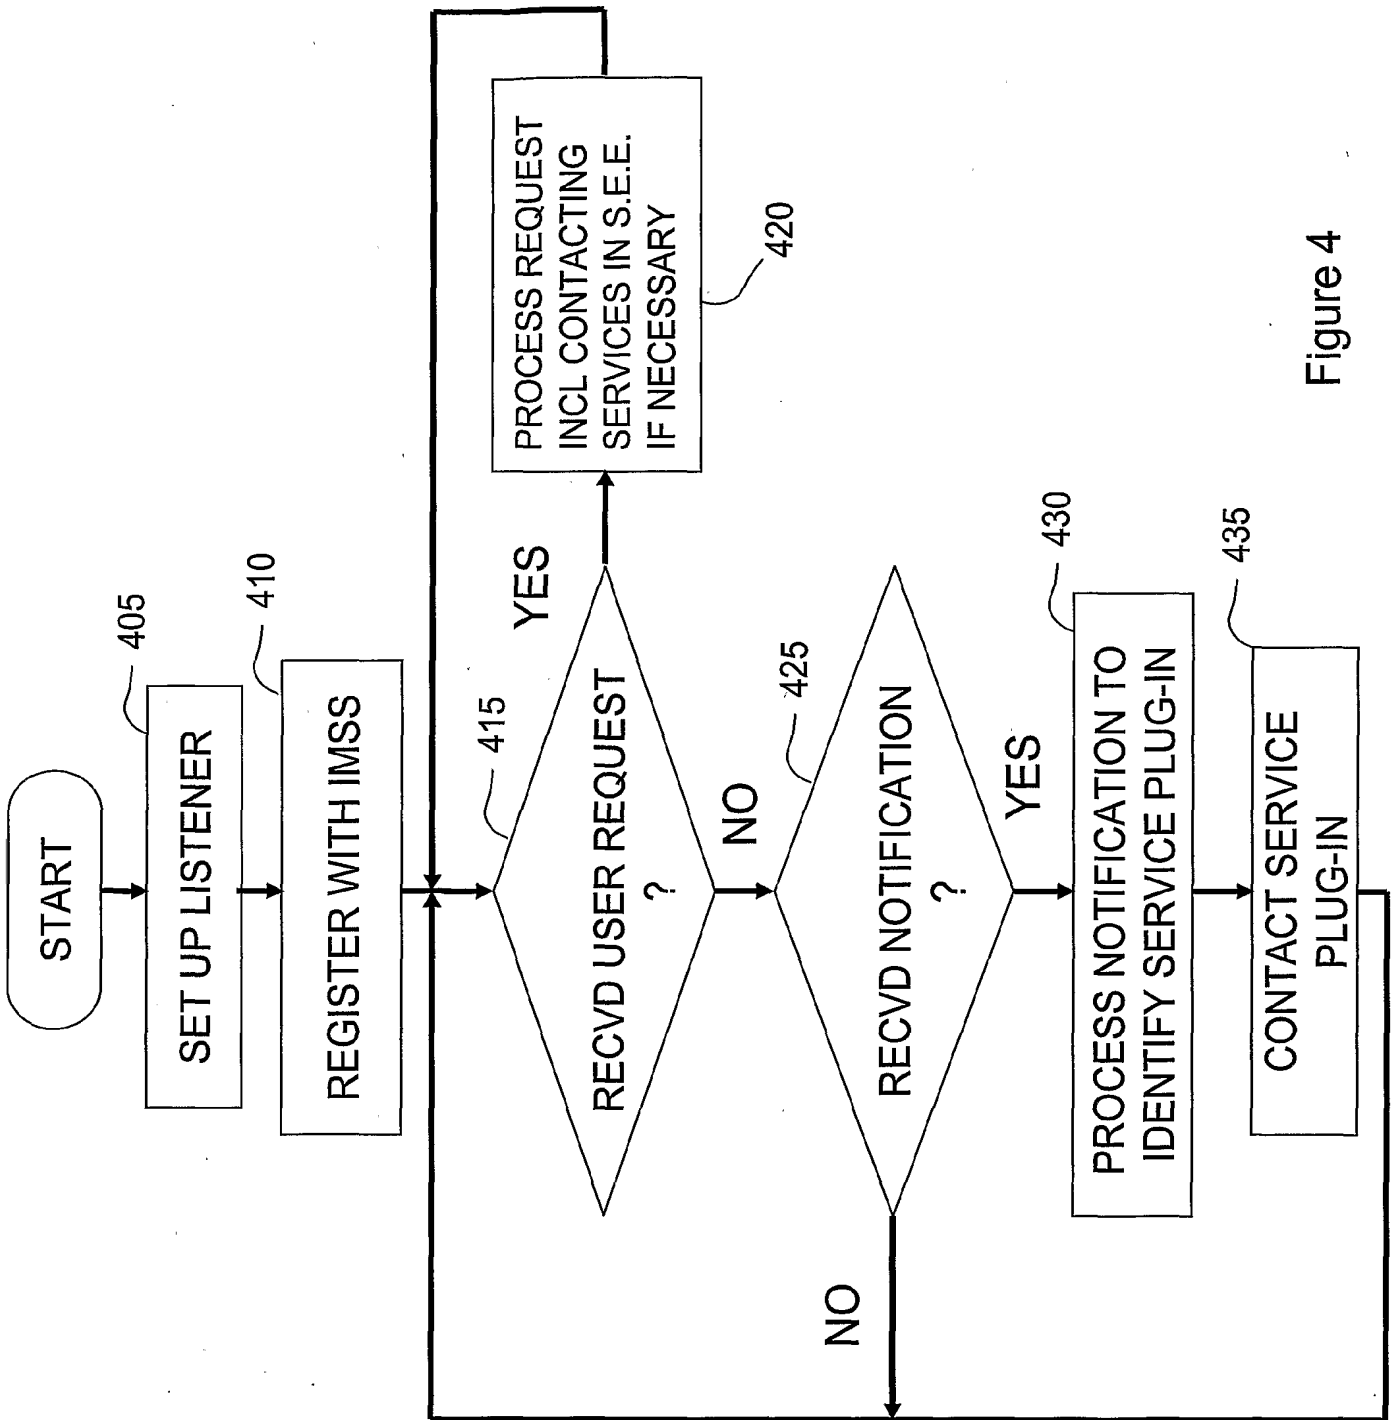 START
405
SET UP LISTENER
410
REGISTER WITH IMSS
415
RECVD USER REQUEST
?
YES
PROCESS REQUEST
INCL CONTACTING
SERVICES IN S.E.E.
IF NECESSARY
420
NO
425
RECVD NOTIFICATION
?
NO
YES
430
PROCESS NOTIFICATION TO
IDENTIFY SERVICE PLUG-IN
435
CONTACT SERVICE
PLUG-IN
Figure 4